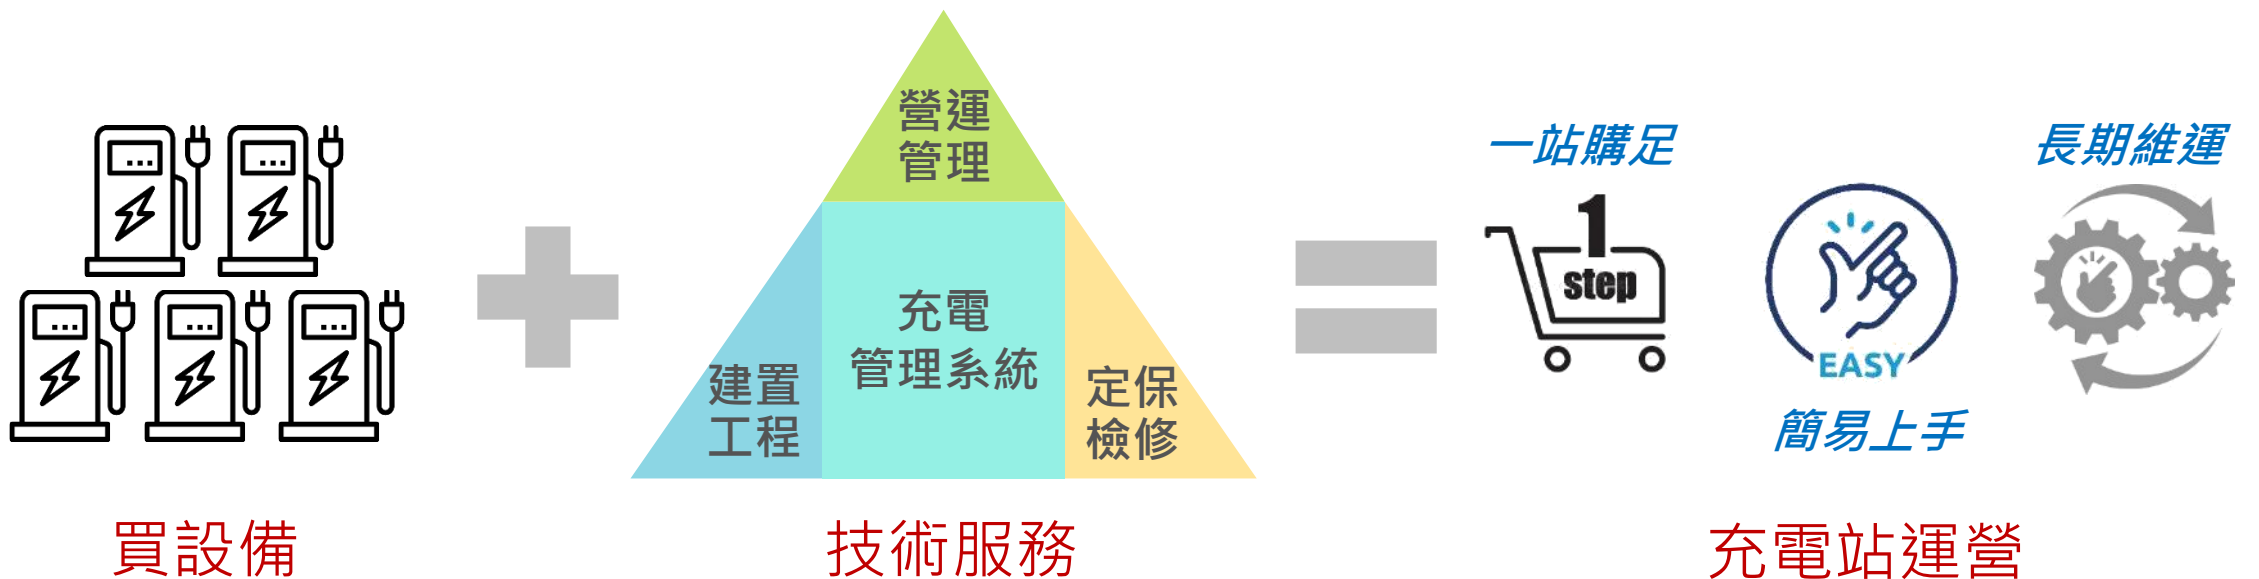 買設備
營運
管理
充電
管理系統
建置
工程
定保
檢修
技術服務
一站購足
1
step
EASY
簡易上手
長期維運
充電站運營